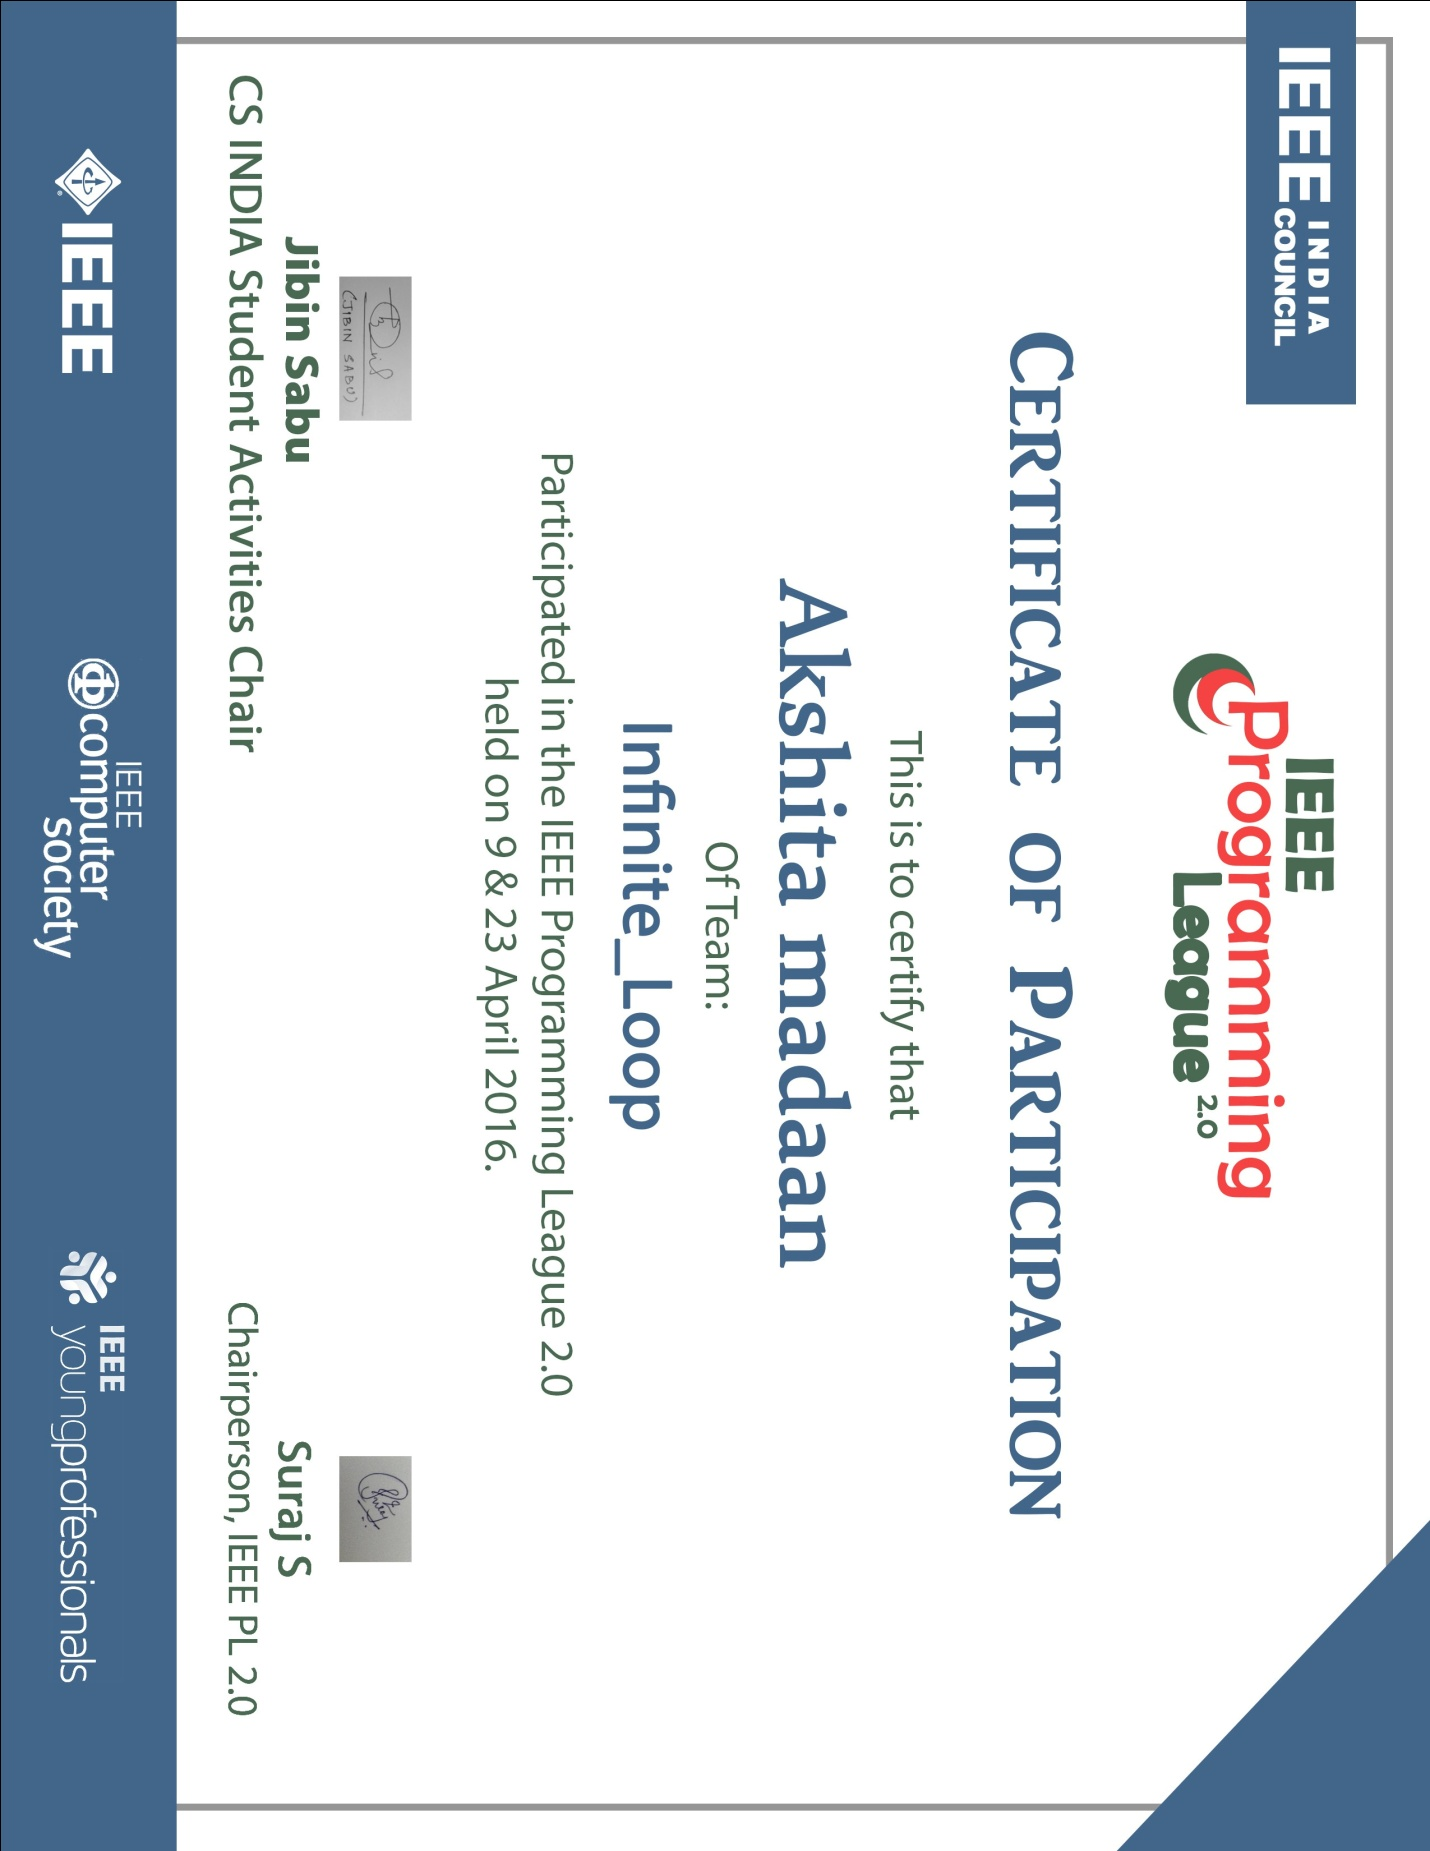 IEEE INDIA
COUNCIL
IEEE
Programming
League 2.0
CERTIFICATE OF PARTICIPATION
This is to certify that
Akshita madaan
Of Team:
Infinite_Loop
Participated in the IEEE Programming League 2.0
held on 9 & 23 April 2016.
(JIBIN SABU)
Jibin Sabu
CS INDIA Student Activities Chair
Suraj S
Chairperson, IEEE PL 2.0
IEEE
IEEE
computer
society
IEEE
youngprofessionals